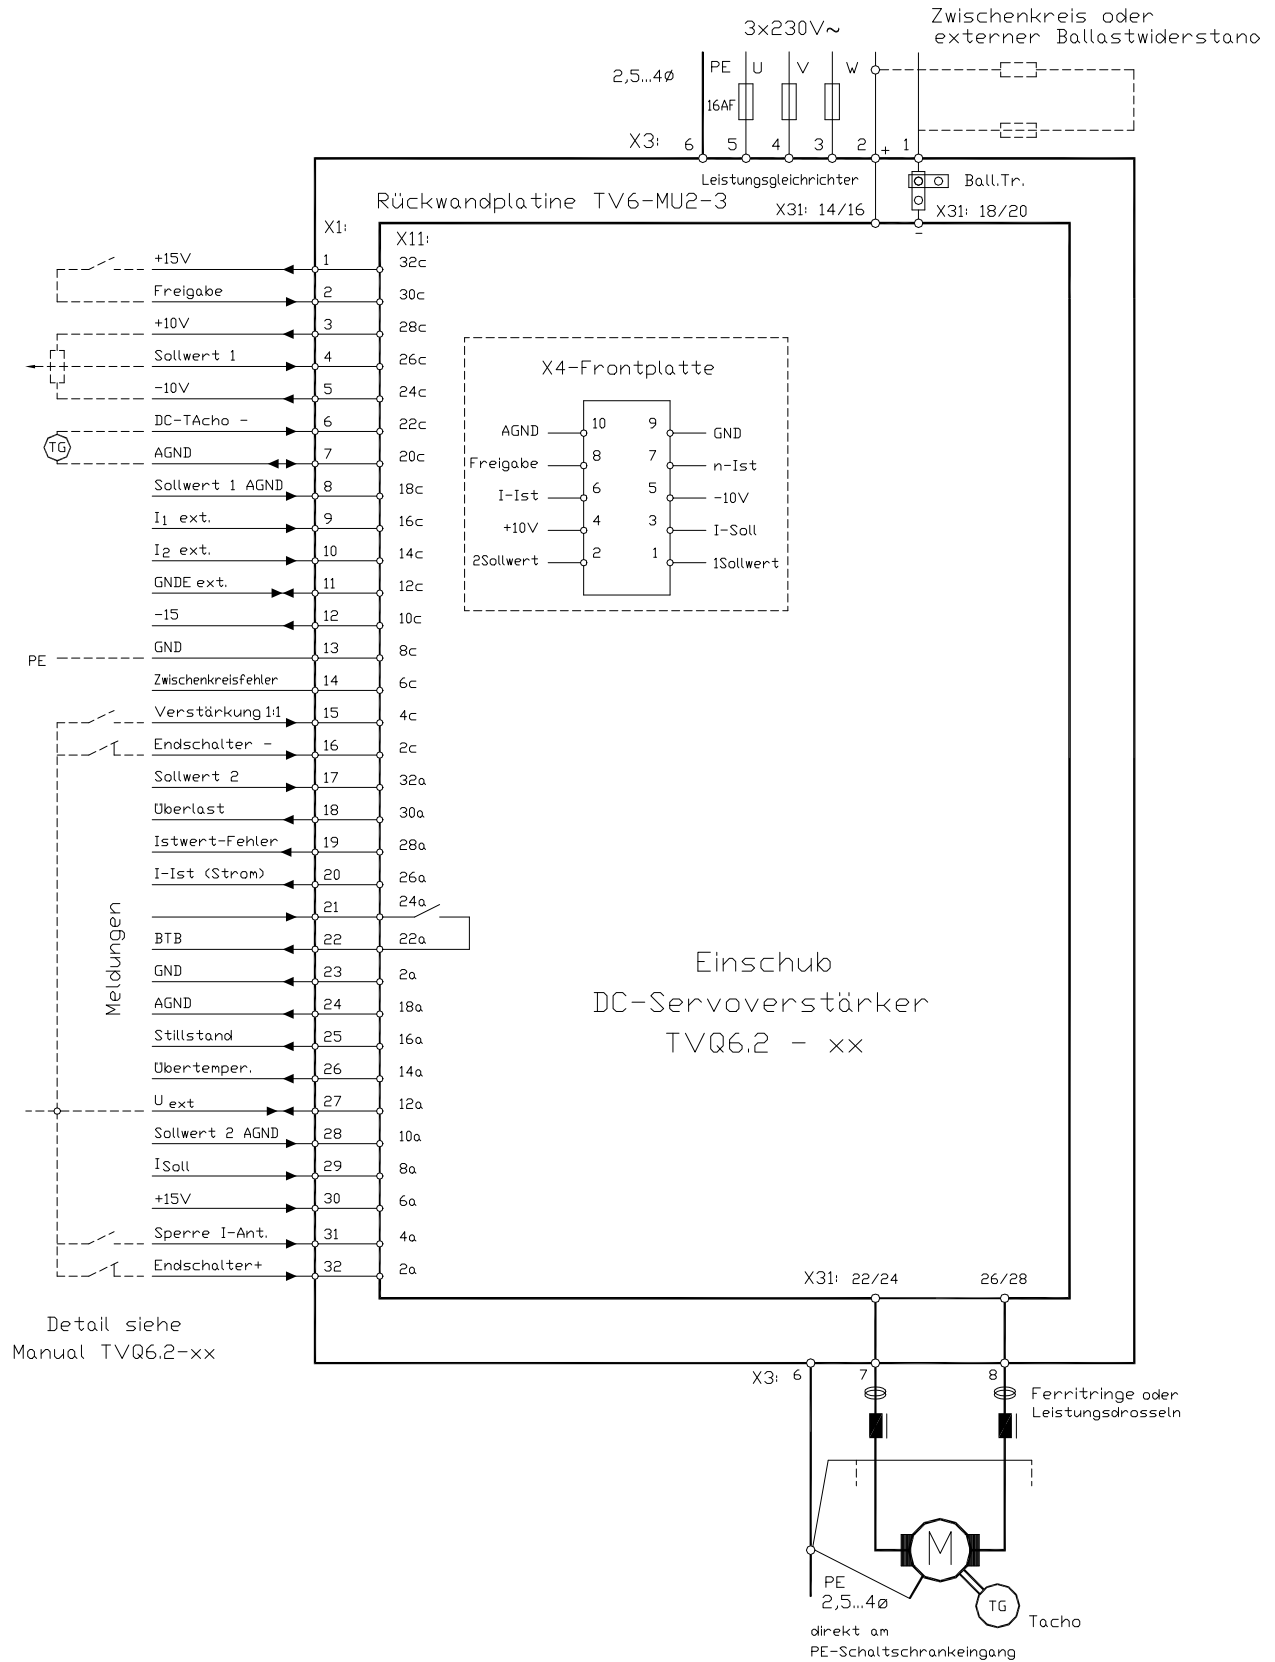 Zwischenkreis oder
externer Ballastwiderstand
3x230V~
2,5...4ø
PE U V W
16AF
X3: 6 5 4 3 2 + 1
Leistungsgleichrichter
Ball.Tr.
Rückwandplatine TV6-MU2-3
X31: 14/16
X31: 18/20
-
X1: X11:
+15V 1 32c
Freigabe 2 30c
+10V 3 28c
Sollwert 1 4 26c
-10V 5 24c
DC-TAcho - 6 22c
TG
AGND 7 20c
Sollwert 1 AGND 8 18c
I1 ext. 9 16c
I2 ext. 10 14c
GNDE ext. 11 12c
-15 12 10c
PE GND 13 8c
Zwischenkreisfehler 14 6c
Verstärkung 1:1 15 4c
Endschalter - 16 2c
Sollwert 2 17 32a
Überlast 18 30a
Istwert-Fehler 19 28a
I-Ist (Strom) 20 26a
21 24a
BTB 22 22a
GND 23 2a
AGND 24 18a
Stillstand 25 16a
Übertemper. 26 14a
U ext 27 12a
Sollwert 2 AGND 28 10a
ISoll 29 8a
+15V 30 6a
Sperre I-Ant. 31 4a
Endschalter+ 32 2a
Meldungen
X4-Frontplatte
AGND 10 9 GND
Freigabe 8 7 n-Ist
I-Ist 6 5 -10V
+10V 4 3 I-Soll
2Sollwert 2 1 1Sollwert
Einschub
DC-Servoverstärker
TVQ6.2 - xx
X31: 22/24 26/28
Detail siehe
Manual TVQ6.2-xx
X3: 6 7 8
Ferritringe oder
Leistungsdrosseln
M
PE
2,5...4ø
TG
Tacho
direkt am
PE-Schaltschrankeingang